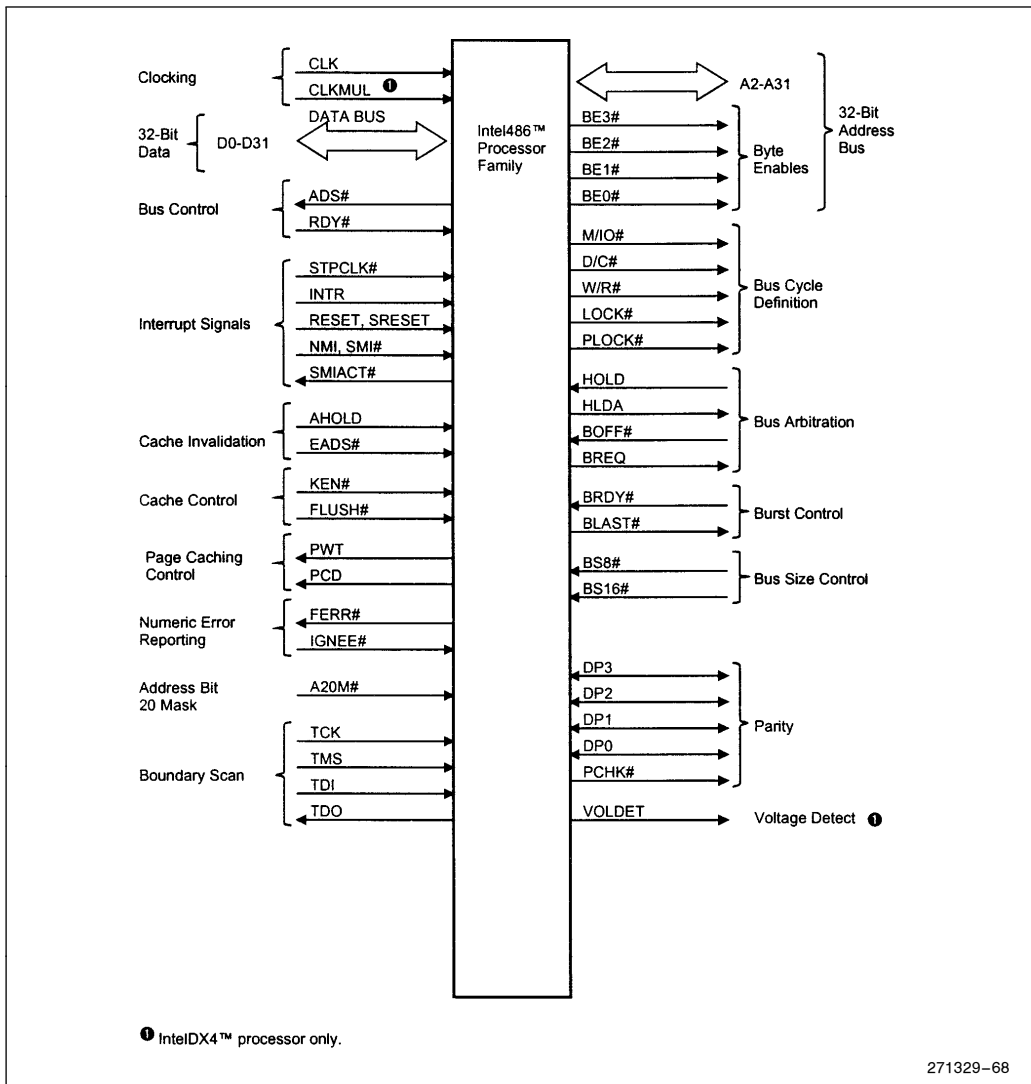 Clocking
CLK
CLKMUL ❶
32-Bit
Data
D0-D31
DATA BUS
Bus Control
ADS#
RDY#
Interrupt Signals
STPCLK#
INTR
RESET, SRESET
NMI, SMI#
SMIACT#
Cache Invalidation
AHOLD
EADS#
Cache Control
KEN#
FLUSH#
Page Caching
Control
PWT
PCD
Numeric Error
Reporting
FERR#
IGNEE#
Address Bit
20 Mask
A20M#
Boundary Scan
TCK
TMS
TDI
TDO
Intel486™
Processor
Family
A2-A31
BE3#
BE2#
BE1#
BE0#
Byte
Enables
32-Bit
Address
Bus
M/IO#
D/C#
W/R#
LOCK#
PLOCK#
Bus Cycle
Definition
HOLD
HLDA
BOFF#
BREQ
Bus Arbitration
BRDY#
BLAST#
Burst Control
BS8#
BS16#
Bus Size Control
DP3
DP2
DP1
DP0
PCHK#
Parity
VOLDET
Voltage Detect ❶
❶ IntelDX4™ processor only.
271329–68